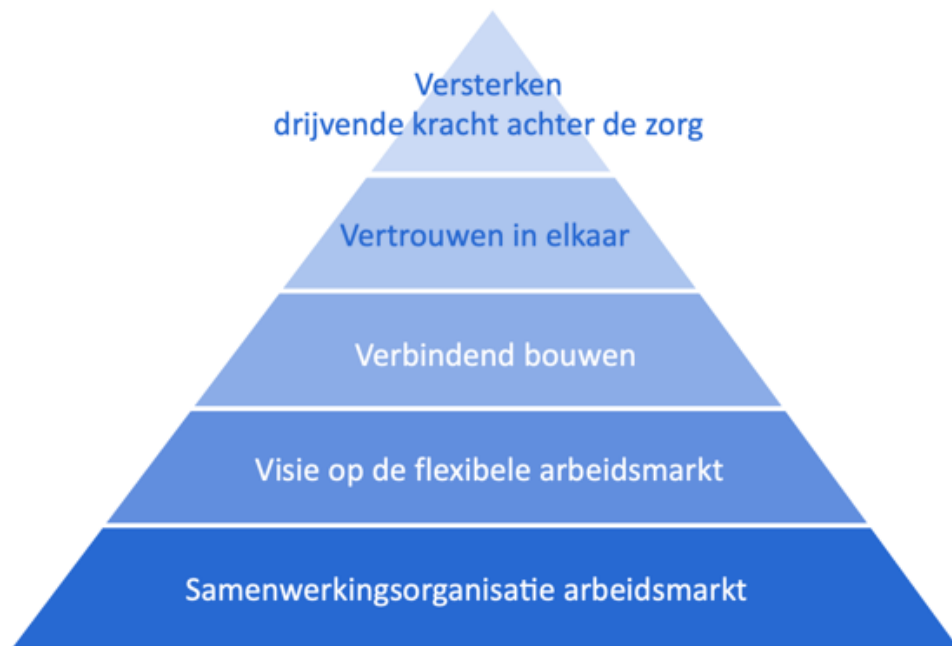 Versterken
drijvende kracht achter de zorg
Vertrouwen in elkaar
Verbindend bouwen
Visie op de flexibele arbeidsmarkt
Samenwerkingsorganisatie arbeidsmarkt